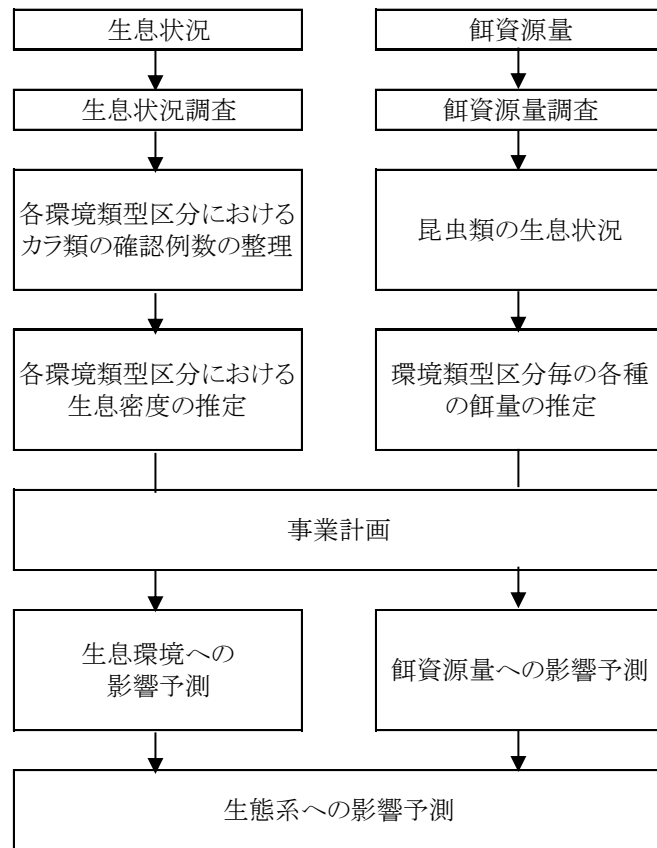 生息状況
餌資源量
生息状況調査
餌資源量調査
各環境類型区分における
カラ類の確認例数の整理
昆虫類の生息状況
各環境類型区分における
生息密度の推定
環境類型区分毎の各種
の餌量の推定
事業計画
生息環境への
影響予測
餌資源量への影響予測
生態系への影響予測